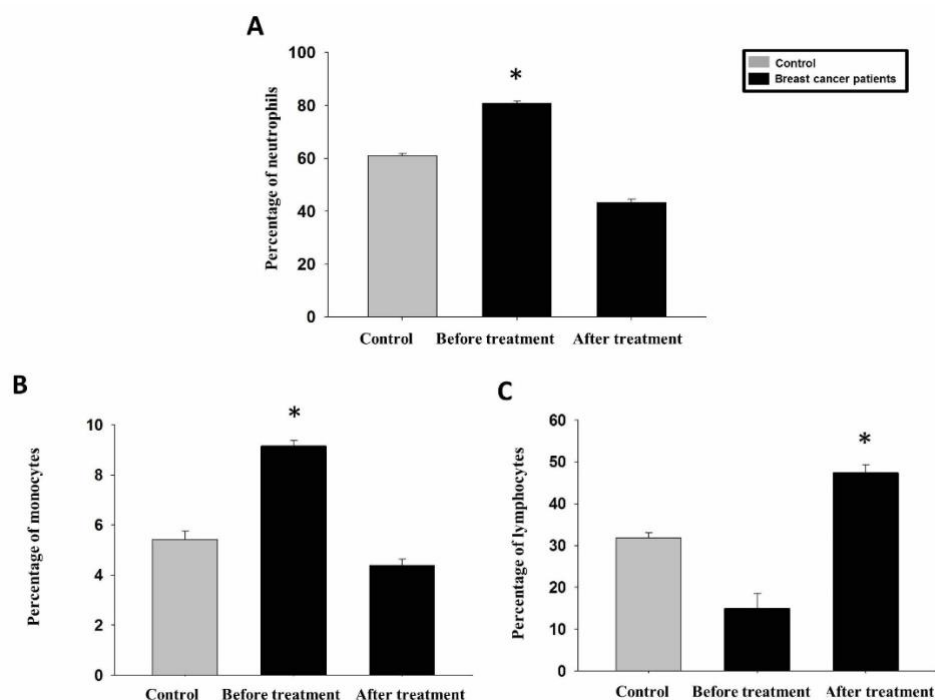 A
Percentage of neutrophils
100
80
60
40
20
0
*
Control
Before treatment
After treatment
Control
Breast cancer patients
B
Percentage of monocytes
10
8
6
4
2
0
*
Control
Before treatment
After treatment
C
Percentage of lymphocytes
60
50
40
30
20
10
0
*
Control
Before treatment
After treatment